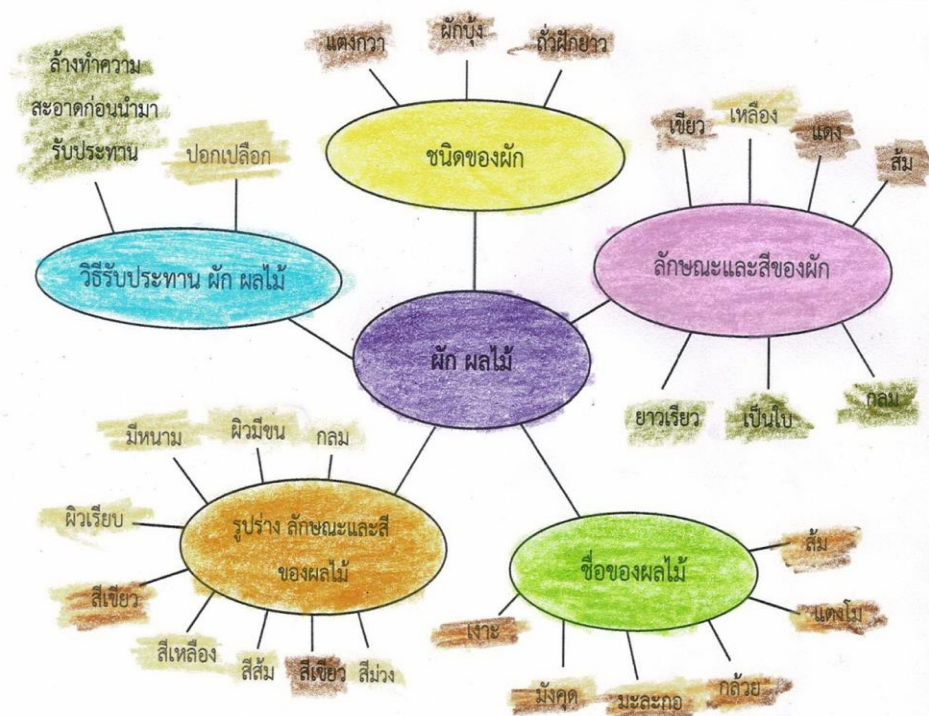 ล้างทำความ
สะอาดก่อนนำมา
รับประทาน
ปอกเปลือก
วิธีรับประทาน ผัก ผลไม้
แตงกวา
ผักบุ้ง
ถั่วฝักยาว
ชนิดของผัก
เขียว
เหลือง
แดง
ส้ม
ลักษณะและสีของผัก
ยาวเรียว
เป็นใบ
กลม
ผัก ผลไม้
มีหนาม
ผิวมีขน
กลม
ผิวเรียบ
รูปร่าง ลักษณะและสี
ของผลไม้
สีเขียว
สีเหลือง
สีส้ม
สีเขียว
สีม่วง
ชื่อของผลไม้
ส้ม
แตงโม
เงาะ
มังคุด
มะละกอ
กล้วย